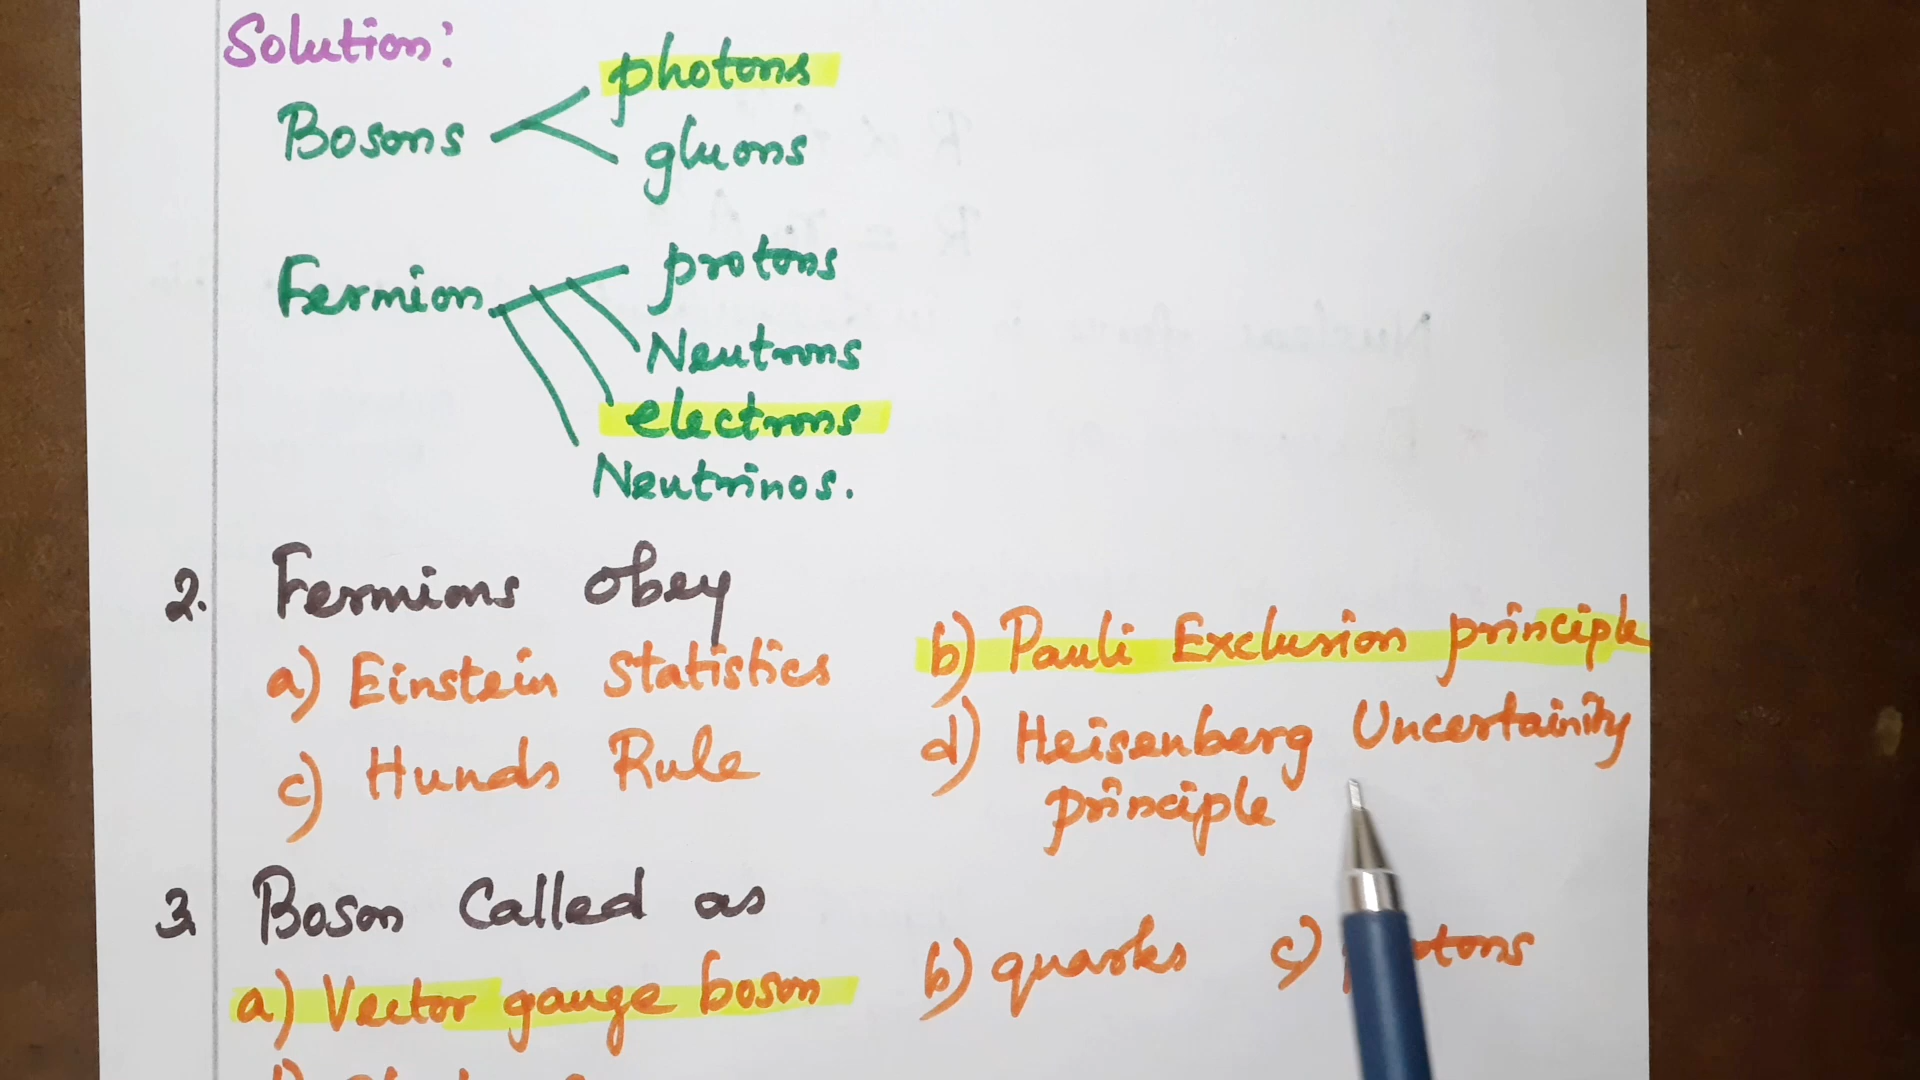 Solution:
photons
Bosons
gluons
protons
Fermion
Neutrons
electrons
Neutrinos.
2. Fermions obey
a) Einstein Statistics b) Pauli Exclusion principle
c) Hunds Rule d) Heisenberg Uncertainity
principle
3. Boson Called as
a) Vector gauge boson b) quarks c)